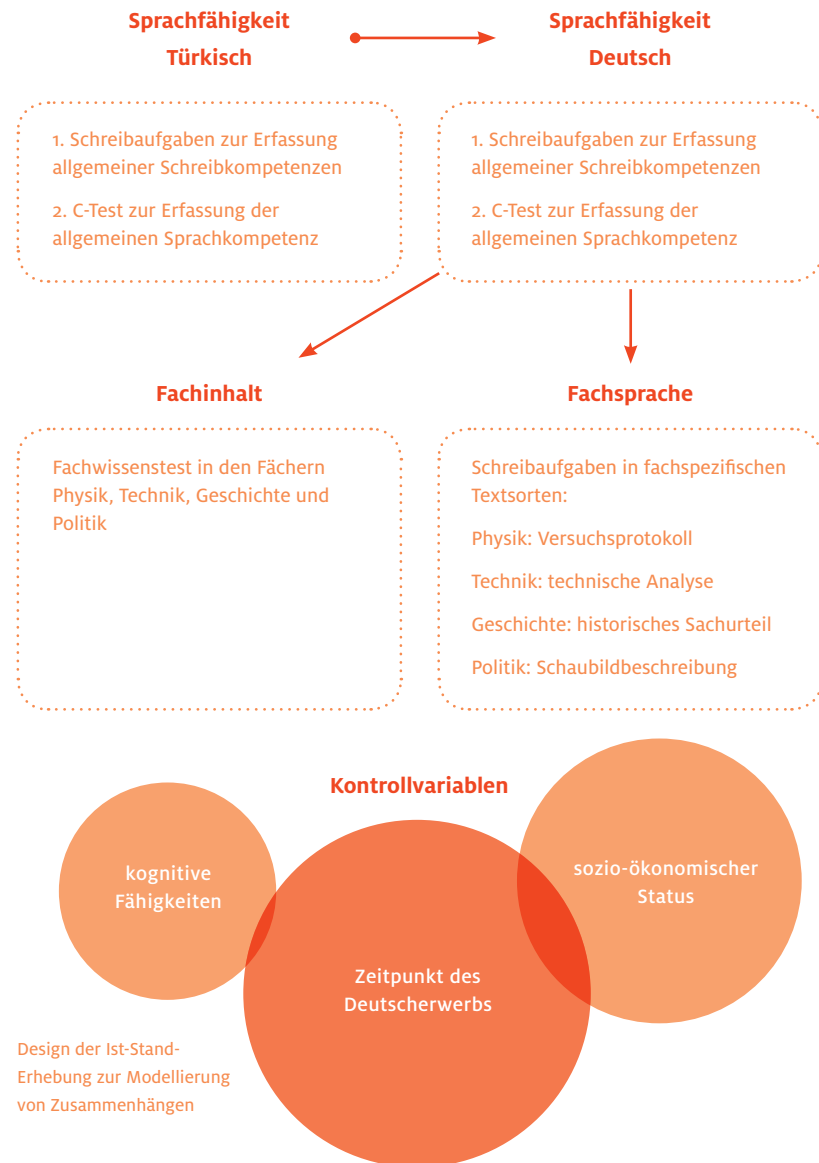 Sprachfähigkeit
Türkisch
Sprachfähigkeit
Deutsch
1. Schreibaufgaben zur Erfassung
allgemeiner Schreibkompetenzen
2. C-Test zur Erfassung der
allgemeinen Sprachkompetenz
1. Schreibaufgaben zur Erfassung
allgemeiner Schreibkompetenzen
2. C-Test zur Erfassung der
allgemeinen Sprachkompetenz
Fachinhalt
Fachwissenstest in den Fächern
Physik, Technik, Geschichte und
Politik
Fachsprache
Schreibaufgaben in fachspezifischen
Textsorten:
Physik: Versuchsprotokoll
Technik: technische Analyse
Geschichte: historisches Sachurteil
Politik: Schaubildbeschreibung
Kontrollvariablen
kognitive
Fähigkeiten
Zeitpunkt des
Deutscherwerbs
sozio-ökonomischer
Status
Design der Ist-Stand-
Erhebung zur Modellierung
von Zusammenhängen